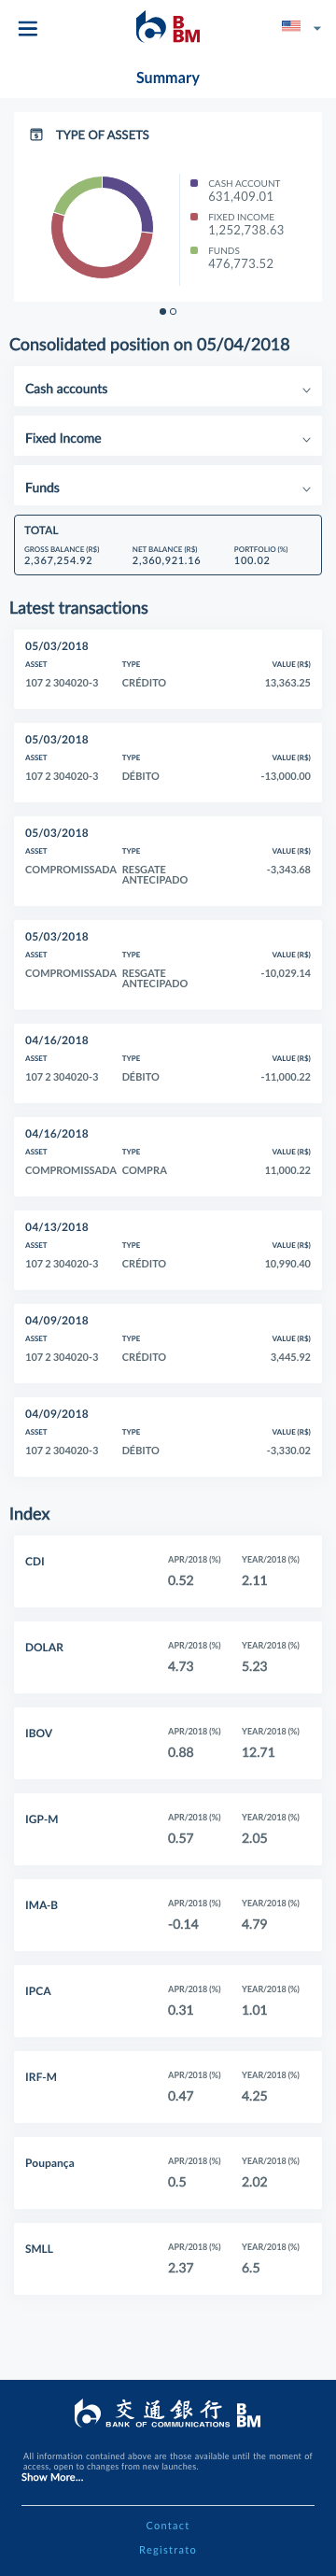 B
BM
Summary
TYPE OF ASSETS
CASH ACCOUNT
631,409.01
FIXED INCOME
1,252,738.63
FUNDS
476,773.52
Consolidated position on 05/04/2018
Cash accounts
Fixed Income
Funds
TOTAL
GROSS BALANCE (R$) NET BALANCE (R$) PORTFOLIO (%)
2,367,254.92 2,360,921.16 100.02
Latest transactions
05/03/2018
ASSET TYPE VALUE (R$)
107 2 304020-3 CRÉDITO 13,363.25
05/03/2018
ASSET TYPE VALUE (R$)
107 2 304020-3 DÉBITO -13,000.00
05/03/2018
ASSET TYPE VALUE (R$)
COMPROMISSADA RESGATE -3,343.68
ANTECIPADO
05/03/2018
ASSET TYPE VALUE (R$)
COMPROMISSADA RESGATE -10,029.14
ANTECIPADO
04/16/2018
ASSET TYPE VALUE (R$)
107 2 304020-3 DÉBITO -11,000.22
04/16/2018
ASSET TYPE VALUE (R$)
COMPROMISSADA COMPRA 11,000.22
04/13/2018
ASSET TYPE VALUE (R$)
107 2 304020-3 CRÉDITO 10,990.40
04/09/2018
ASSET TYPE VALUE (R$)
107 2 304020-3 CRÉDITO 3,445.92
04/09/2018
ASSET TYPE VALUE (R$)
107 2 304020-3 DÉBITO -3,330.02
Index
CDI APR/2018 (%) YEAR/2018 (%)
0.52 2.11
DOLAR APR/2018 (%) YEAR/2018 (%)
4.73 5.23
IBOV APR/2018 (%) YEAR/2018 (%)
0.88 12.71
IGP-M APR/2018 (%) YEAR/2018 (%)
0.57 2.05
IMA-B APR/2018 (%) YEAR/2018 (%)
-0.14 4.79
IPCA APR/2018 (%) YEAR/2018 (%)
0.31 1.01
IRF-M APR/2018 (%) YEAR/2018 (%)
0.47 4.25
Poupança APR/2018 (%) YEAR/2018 (%)
0.5 2.02
SMLL APR/2018 (%) YEAR/2018 (%)
2.37 6.5
交通銀行 B
BANK OF COMMUNICATIONS BM
All information contained above are those available until the moment of
access, open to changes from new launches.
Show More...
Contact
Registrato